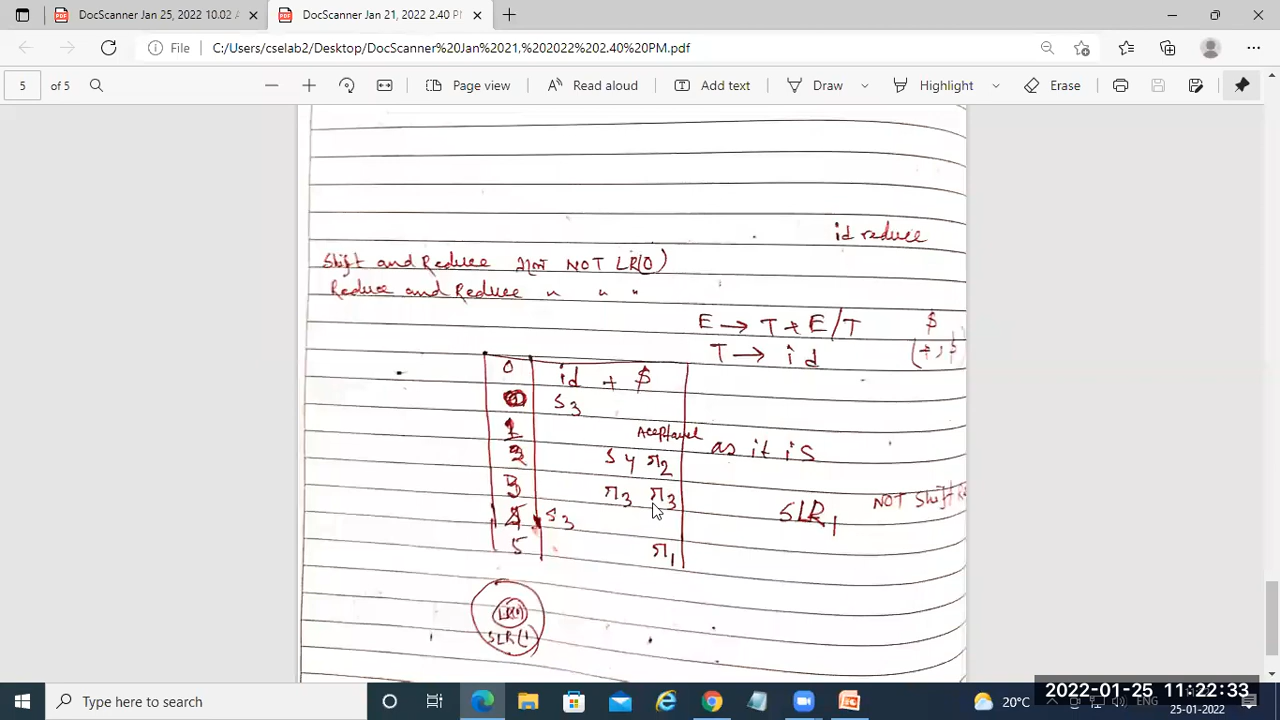 DocScanner Jan 25, 2022 10.02 A
DocScanner Jan 21, 2022 2.40 P
File
C:/Users/cselab2/Desktop/DocScanner%20Jan%2021,%202022%202.40%20PM.pdf
5 of 5
Page view
Read aloud
Add text
Draw
Highlight
Erase
id reduce
Shift and Reduce NOT LR(0)
Reduce and Reduce " " "
E → T + E/T $
T → id (+, $
0 id + $
0 S3
1
2 S4 r2 as it is
3 r3 r3
4 S3 SLR1 NOT Shift
5 r1
LR(0)
SLR(1)
Type here to search
20°C
ENG
2022-01-25 11:22:33
25-01-2022